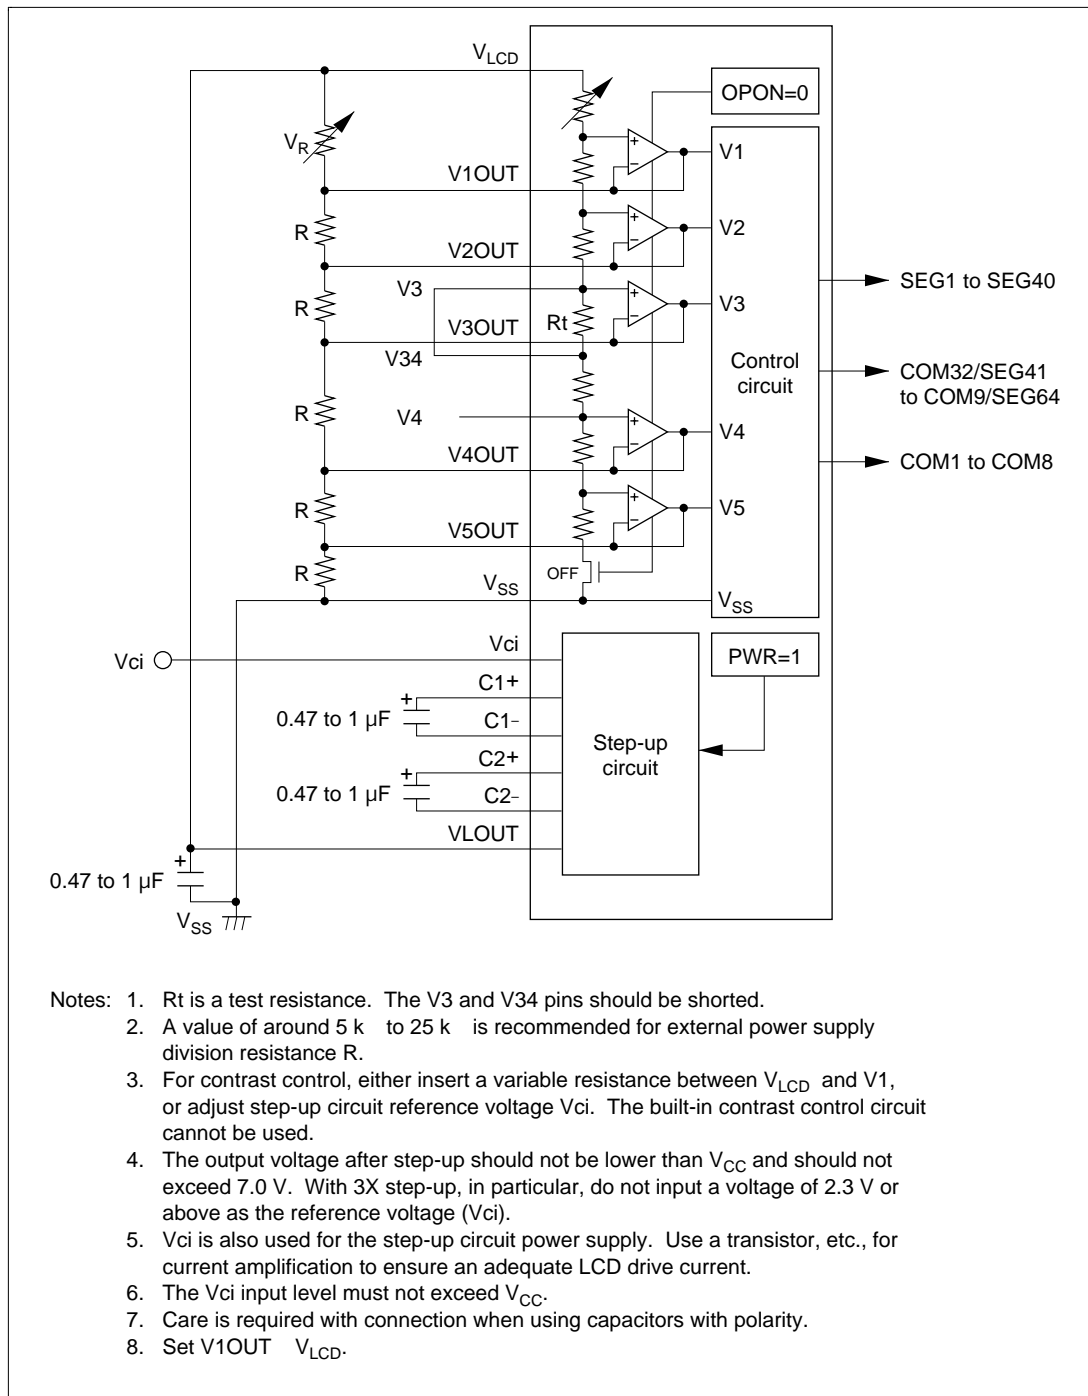 VLCD
OPON=0
VR
V1OUT
V1
R
V2OUT
V2
V3
R
V3OUT
Rt
V3
V34
Control
circuit
R
V4
V4
V4OUT
R
V5OUT
V5
R
OFF
VSS
VSS
SEG1 to SEG40
COM32/SEG41
to COM9/SEG64
COM1 to COM8
Vci
Vci
PWR=1
C1+
+
0.47 to 1 µF
C1−
Step-up
circuit
C2+
+
0.47 to 1 µF
C2−
VLOUT
+
0.47 to 1 µF
VSS
+
−
+
−
+
−
+
−
+
−
Notes: 1. Rt is a test resistance. The V3 and V34 pins should be shorted.
2. A value of around 5 k to 25 k is recommended for external power supply
division resistance R.
3. For contrast control, either insert a variable resistance between VLCD and V1,
or adjust step-up circuit reference voltage Vci. The built-in contrast control circuit
cannot be used.
4. The output voltage after step-up should not be lower than VCC and should not
exceed 7.0 V. With 3X step-up, in particular, do not input a voltage of 2.3 V or
above as the reference voltage (Vci).
5. Vci is also used for the step-up circuit power supply. Use a transistor, etc., for
current amplification to ensure an adequate LCD drive current.
6. The Vci input level must not exceed VCC.
7. Care is required with connection when using capacitors with polarity.
8. Set V1OUT VLCD.